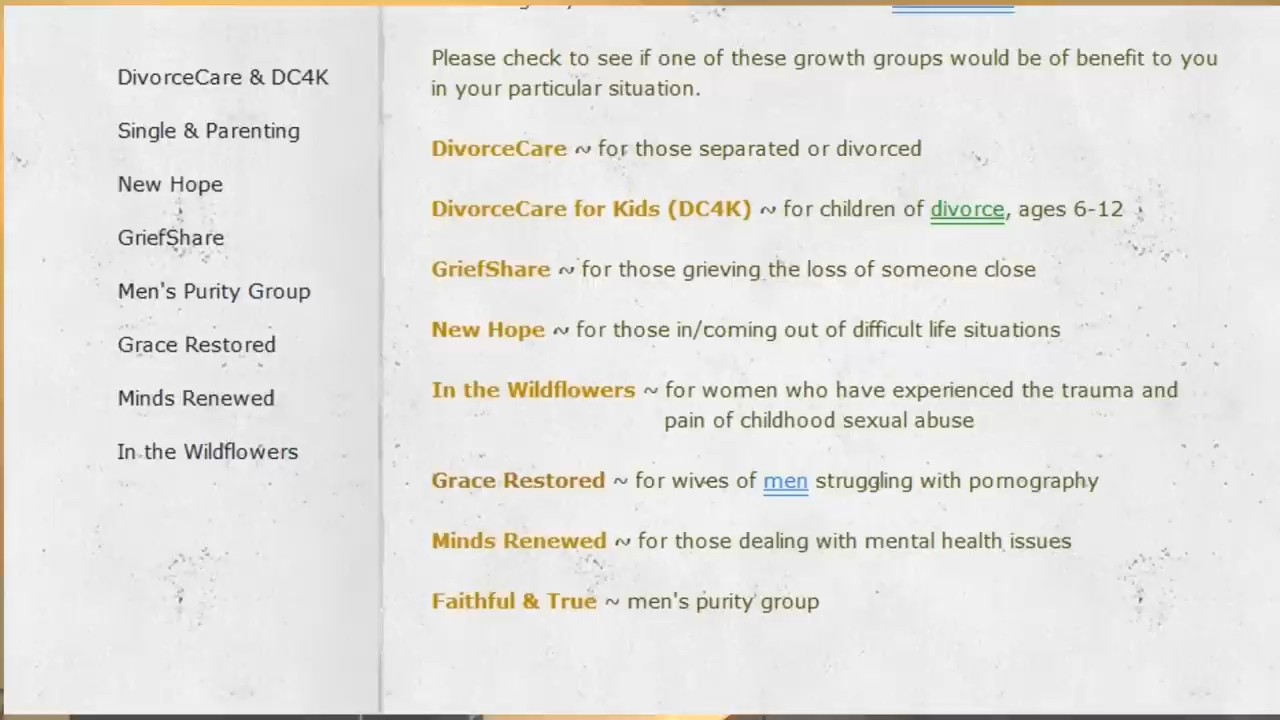 DivorceCare & DC4K
Single & Parenting
New Hope
GriefShare
Men's Purity Group
Grace Restored
Minds Renewed
In the Wildflowers
Please check to see if one of these growth groups would be of benefit to you
in your particular situation.
DivorceCare ~ for those separated or divorced
DivorceCare for Kids (DC4K) ~ for children of divorce, ages 6-12
GriefShare ~ for those grieving the loss of someone close
New Hope ~ for those in/coming out of difficult life situations
In the Wildflowers ~ for women who have experienced the trauma and
pain of childhood sexual abuse
Grace Restored ~ for wives of men struggling with pornography
Minds Renewed ~ for those dealing with mental health issues
Faithful & True ~ men's purity group